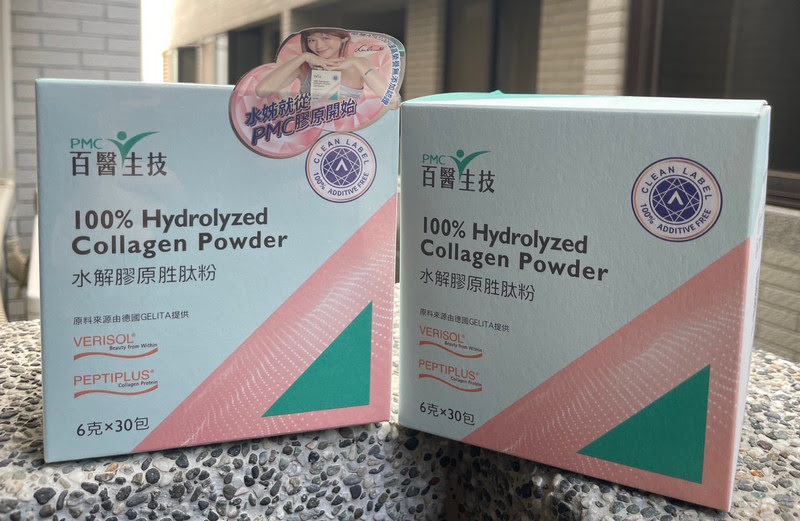 水姊就從
PMC膠原開始
PMC
百醫生技
CLEAN LABEL
100% ADDITIVE FREE
100% Hydrolyzed
Collagen Powder
水解膠原胜肽粉
原料來源由德國GELITA提供
VERISOL®
Beauty from Within
PEPTIPLUS®
Collagen Protein
6克×30包
PMC
百醫生技
CLEAN LABEL
100% ADDITIVE FREE
100% Hydrolyzed
Collagen Powder
水解膠原胜肽粉
原料來源由德國GELITA提供
VERISOL®
Beauty from Within
PEPTIPLUS®
Collagen Protein
6克×30包